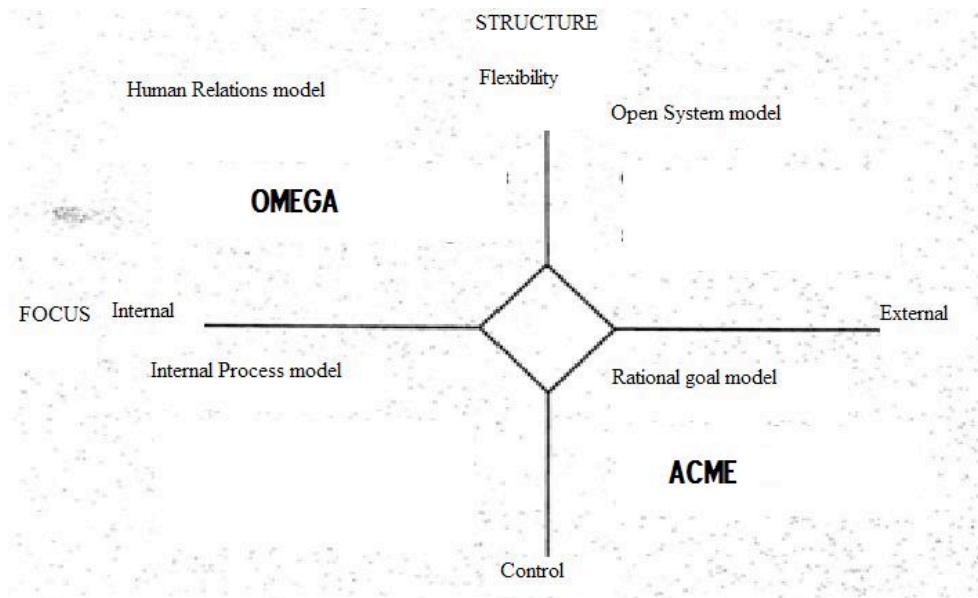 STRUCTURE
Flexibility
Human Relations model
Open System model
OMEGA
FOCUS Internal
External
Internal Process model
Rational goal model
ACME
Control